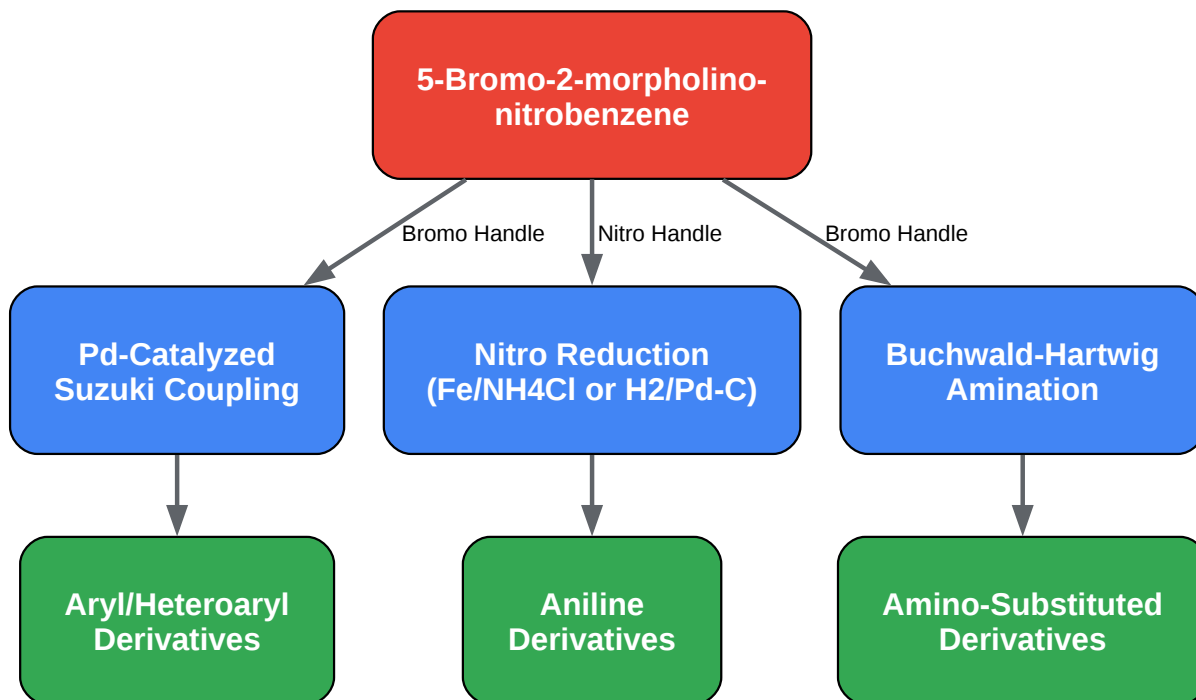 5-Bromo-2-morpholino-
nitrobenzene
Bromo Handle
Nitro Handle
Bromo Handle
Pd-Catalyzed
Suzuki Coupling
Nitro Reduction
(Fe/NH4Cl or H2/Pd-C)
Buchwald-Hartwig
Amination
Aryl/Heteroaryl
Derivatives
Aniline
Derivatives
Amino-Substituted
Derivatives